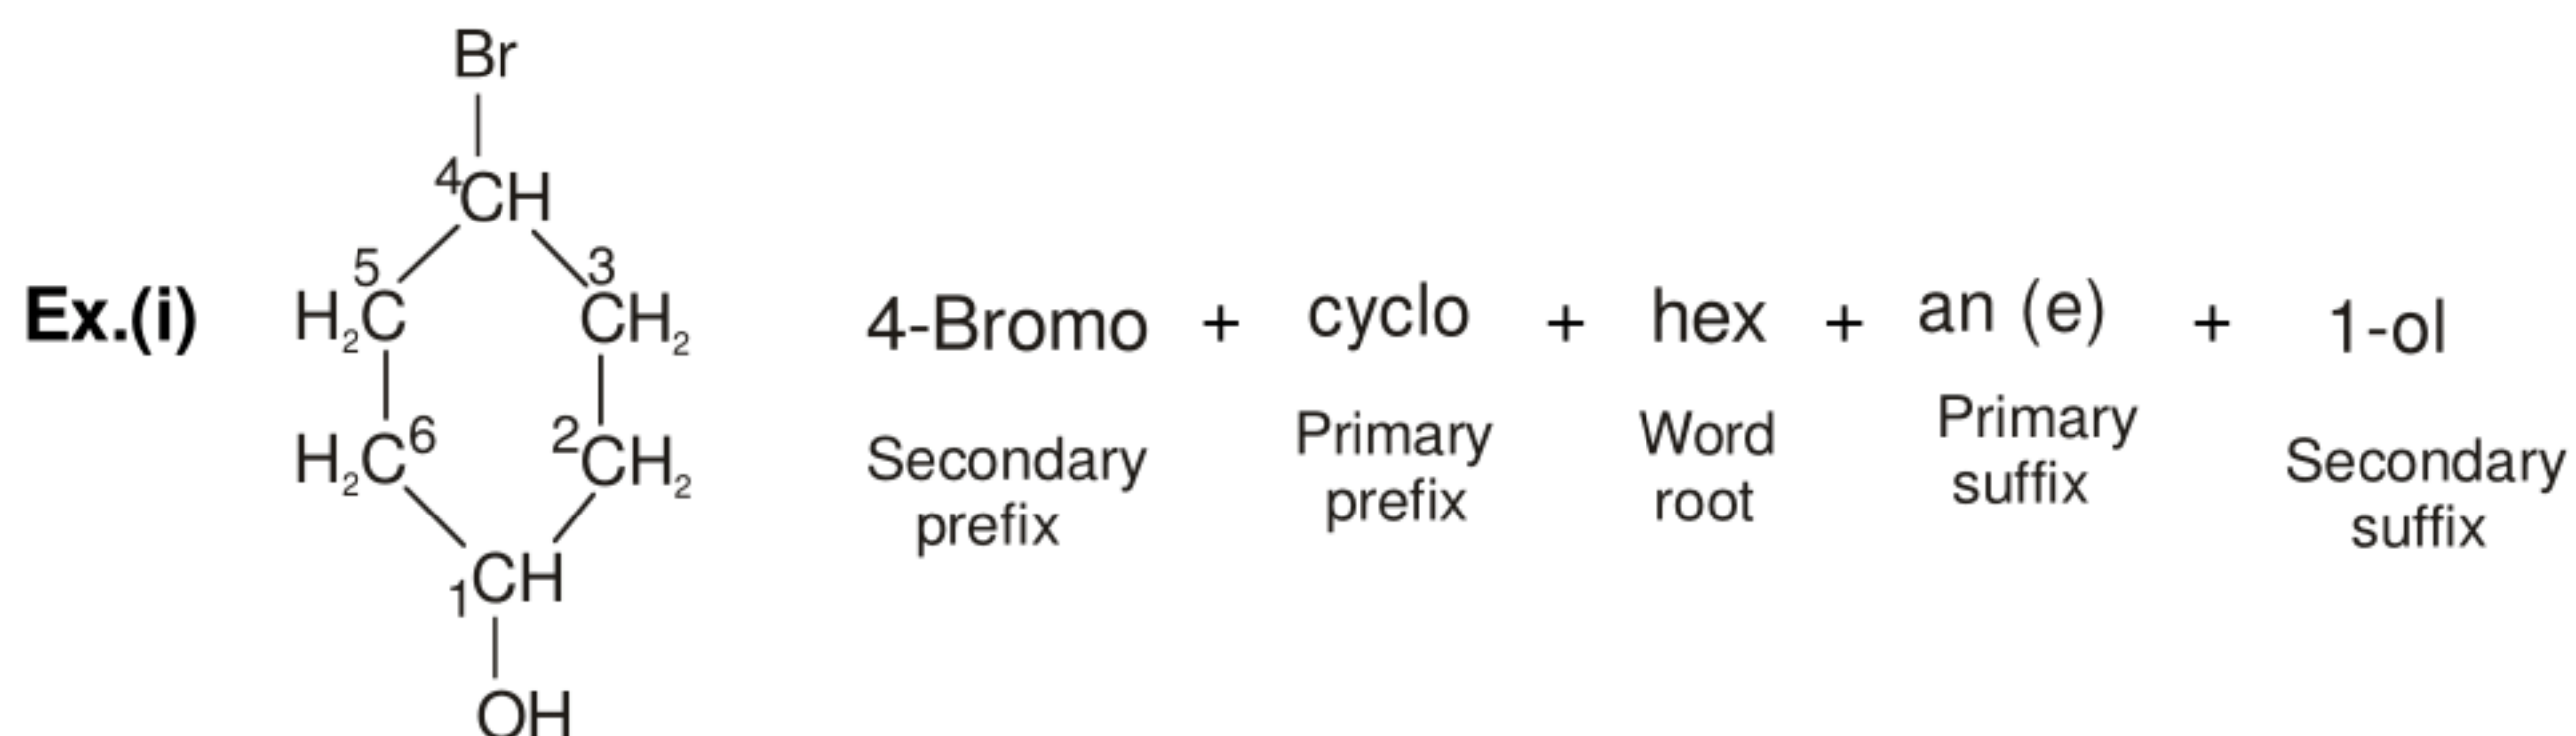 Br
4CH
5 3
Ex.(i) H₂C CH₂ 4-Bromo + cyclo + hex + an (e) + 1-ol
H₂C6 2CH₂ Secondary prefix Primary prefix Word root Primary suffix Secondary suffix
1CH
OH